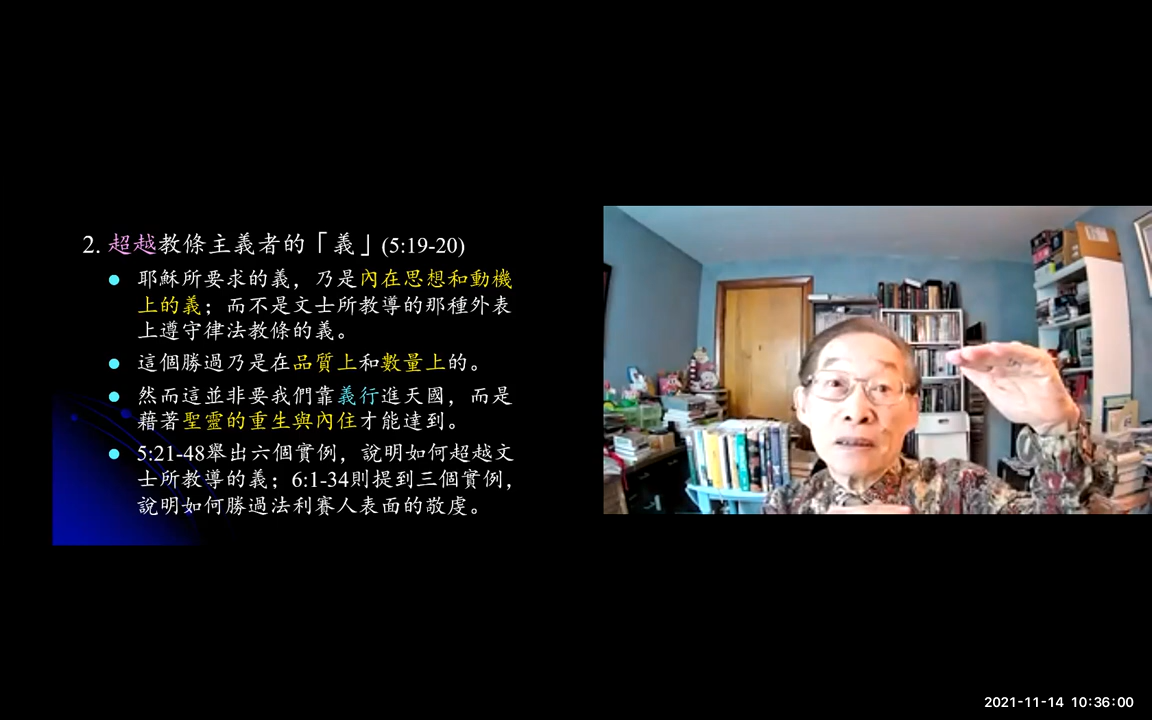 2. 超越教條主義者的「義」(5:19-20)
耶穌所要求的義，乃是內在思想和動機
上的義；而不是文士所教導的那種外表
上遵守律法教條的義。
這個勝過乃是在品質上和數量上的。
然而這並非要我們靠義行進天國，而是
藉著聖靈的重生與內住才能達到。
5:21-48舉出六個實例，說明如何超越文
士所教導的義；6:1-34則提到三個實例，
說明如何勝過法利賽人表面的敬虔。
2021-11-14 10:36:00